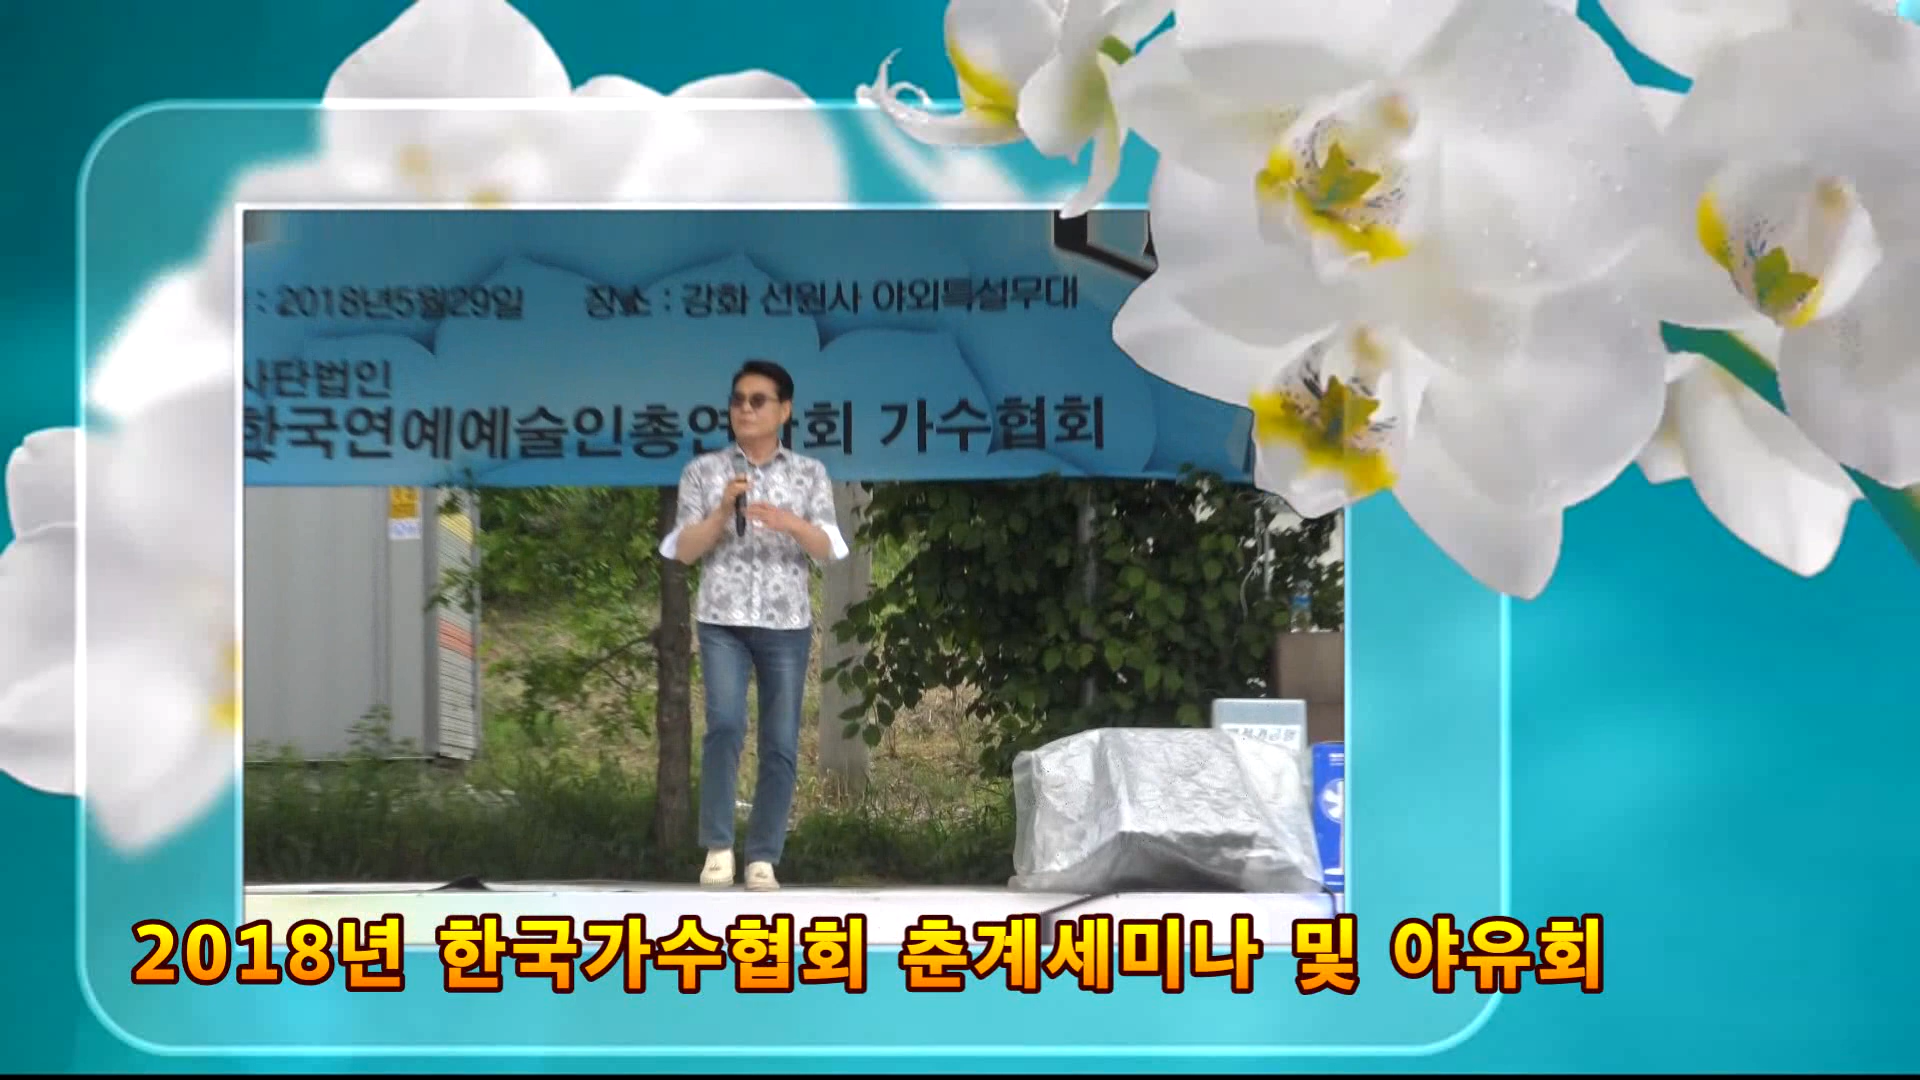 : 2018년5월29일 장소 : 강화 선원사 야외특설무대
사단법인
한국연예예술인총연합회 가수협회
2018년 한국가수협회 춘계세미나 및 야유회